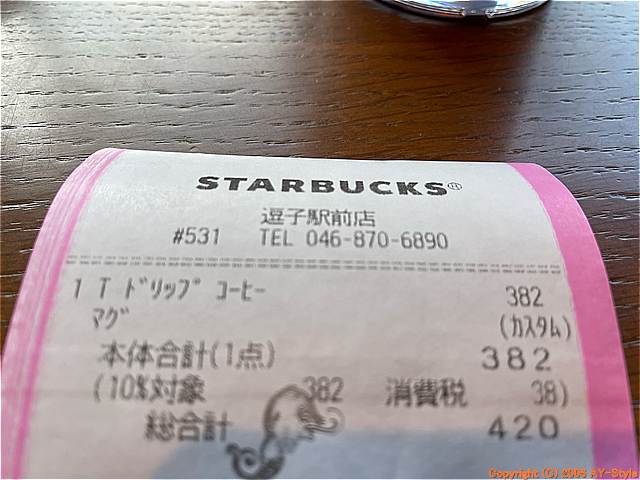 STARBUCKS®
逗子駅前店
#531 TEL 046-870-6890
1 T ﾄﾞﾘｯﾌﾟ ｺｰﾋｰ 382
ﾏｸﾞ (ｶｽﾀﾑ)
本体合計(1点) 382
(10%対象 382 消費税 38)
総合計 420
Copyright (C) 2006 AY-Style